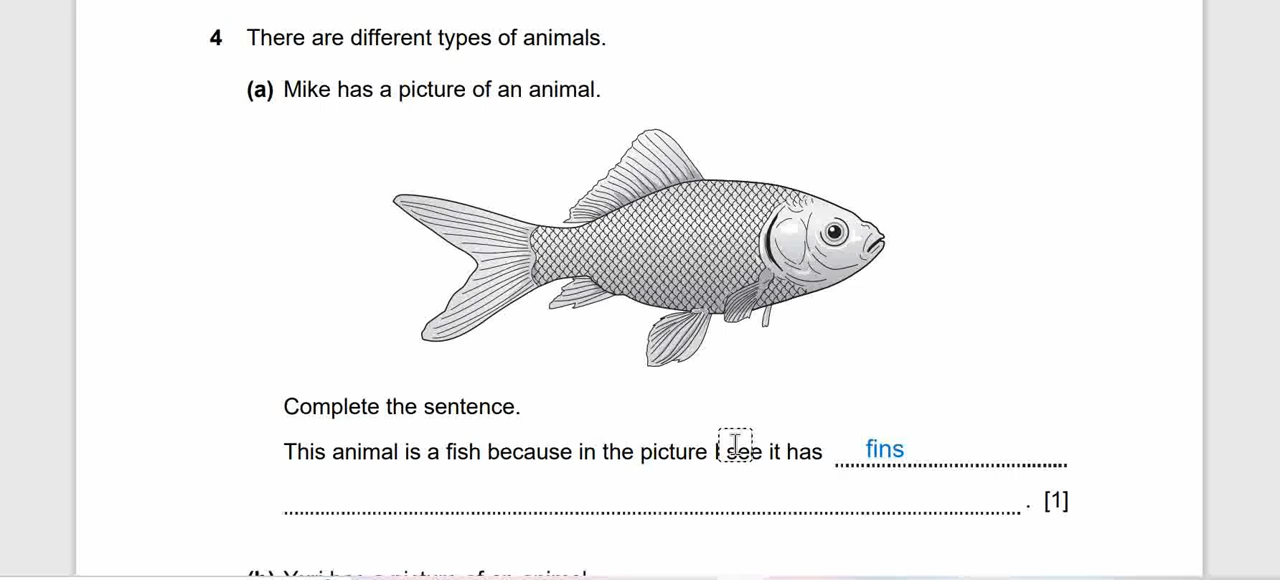 4 There are different types of animals.
(a) Mike has a picture of an animal.
Complete the sentence.
This animal is a fish because in the picture I see it has fins
. [1]